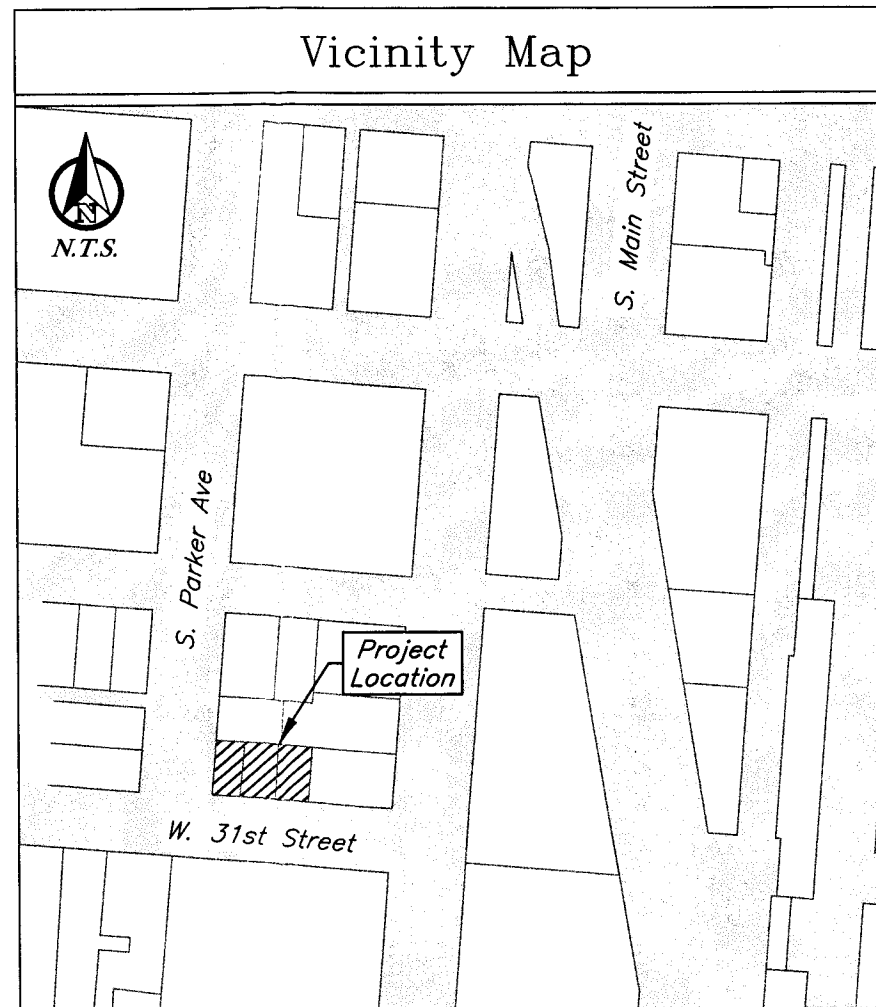 Vicinity Map
N
N.T.S.
S. Main Street
S. Parker Ave
Project
Location
W. 31st Street